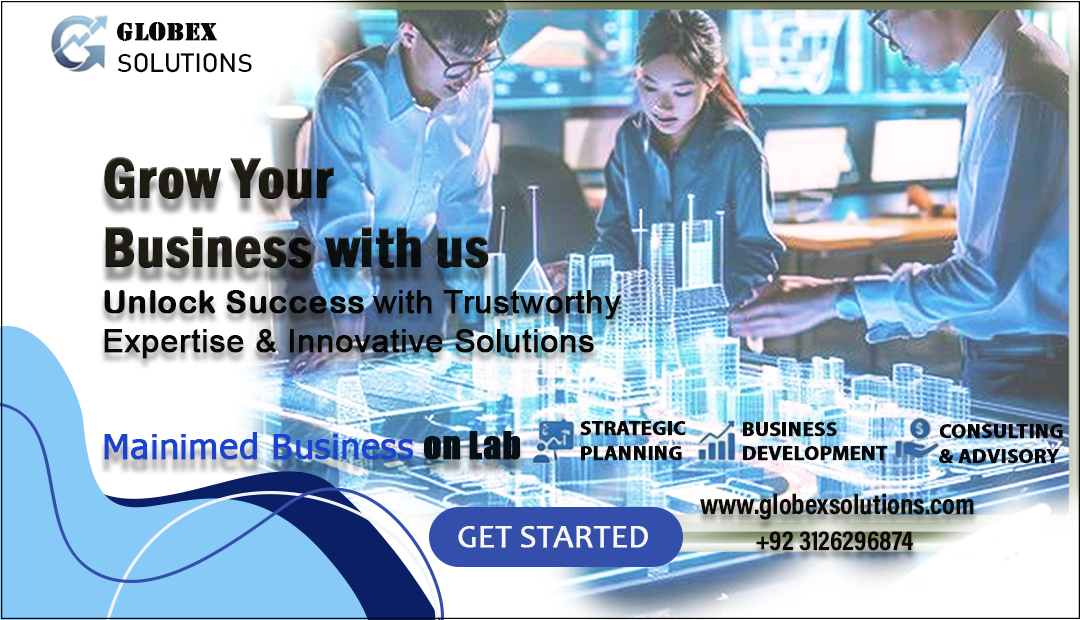 GLOBEX
SOLUTIONS
Grow Your
Business with us
Unlock Success with Trustworthy
Expertise & Innovative Solutions
Mainimed Business on Lab
STRATEGIC
PLANNING
BUSINESS
DEVELOPMENT
CONSULTING
& ADVISORY
GET STARTED
www.globexsolutions.com
+92 3126296874